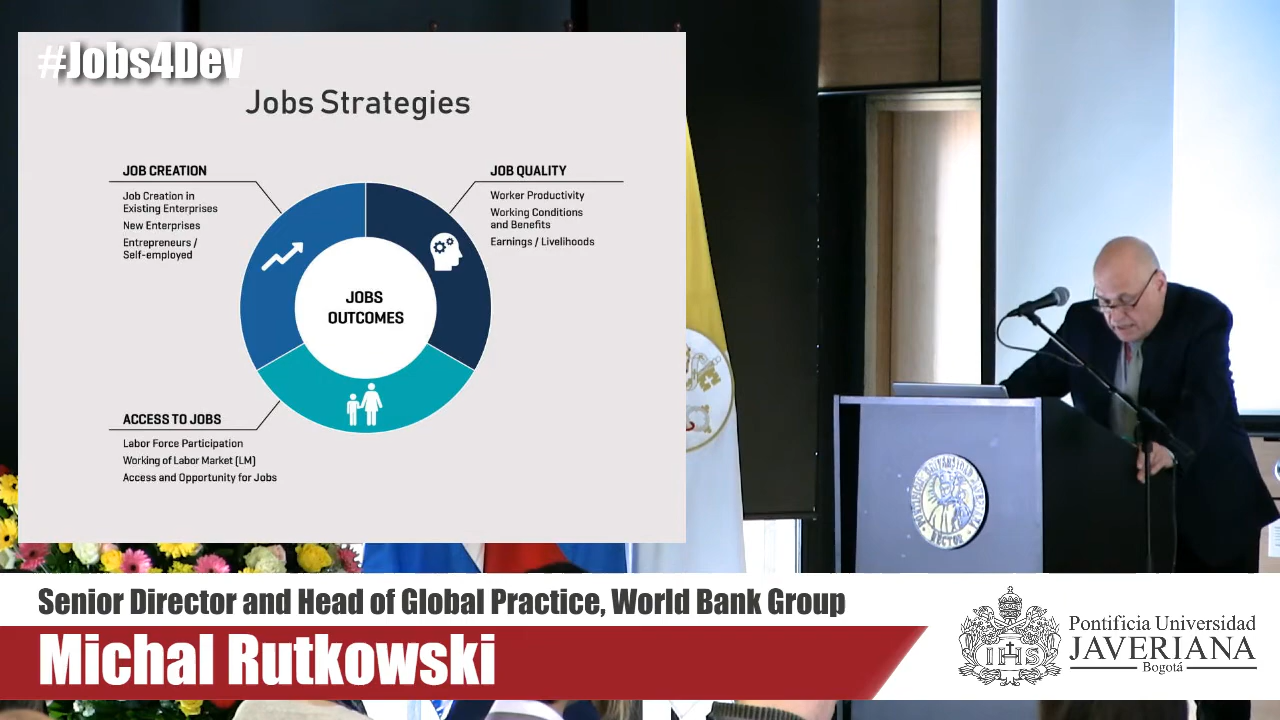 #Jobs4Dev
Jobs Strategies
JOB CREATION
Job Creation in
Existing Enterprises
New Enterprises
Entrepreneurs /
Self-employed
JOB QUALITY
Worker Productivity
Working Conditions
and Benefits
Earnings / Livelihoods
JOBS
OUTCOMES
ACCESS TO JOBS
Labor Force Participation
Working of Labor Market (LM)
Access and Opportunity for Jobs
RECTOR
Senior Director and Head of Global Practice, World Bank Group
Michal Rutkowski
IHS
Pontificia Universidad
JAVERIANA
Bogotá